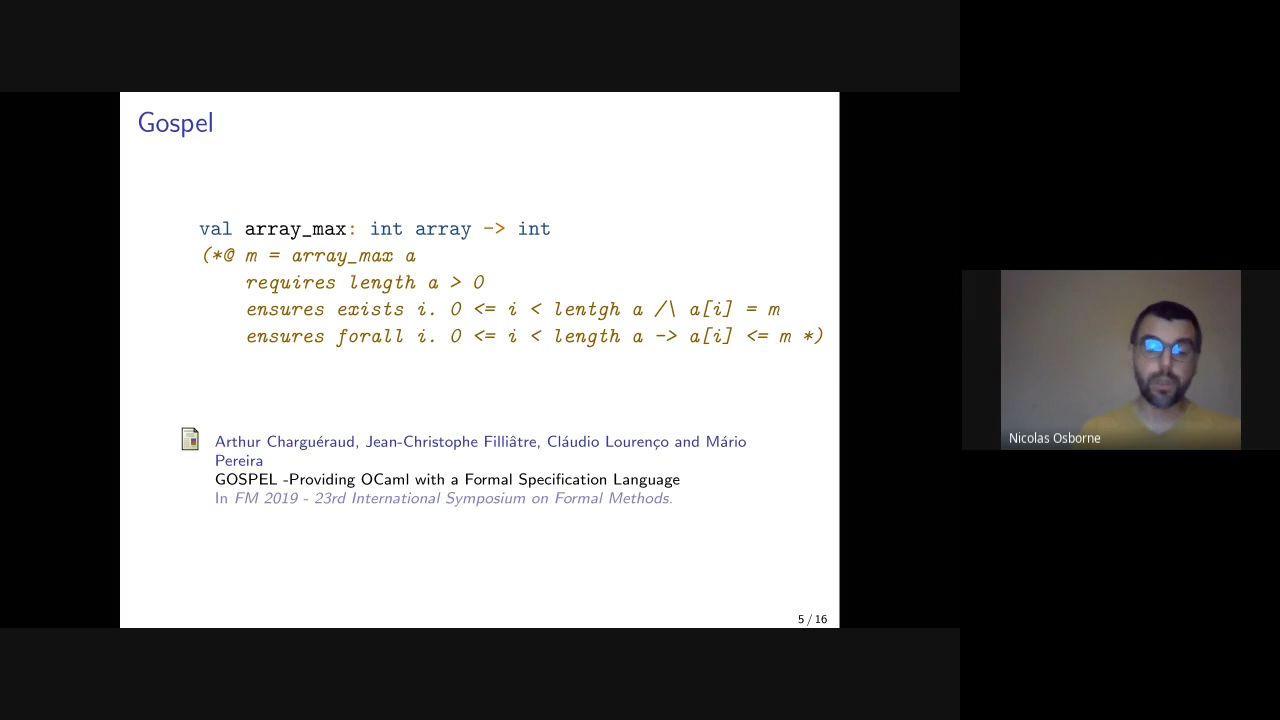 Gospel
val array_max: int array -> int
(*@ m = array_max a
requires length a > 0
ensures exists i. 0 <= i < lentgh a /\ a[i] = m
ensures forall i. 0 <= i < length a -> a[i] <= m *)
Arthur Charguéraud, Jean-Christophe Filliâtre, Cláudio Lourenço and Mário
Pereira
GOSPEL -Providing OCaml with a Formal Specification Language
In FM 2019 - 23rd International Symposium on Formal Methods.
5 / 16
Nicolas Osborne